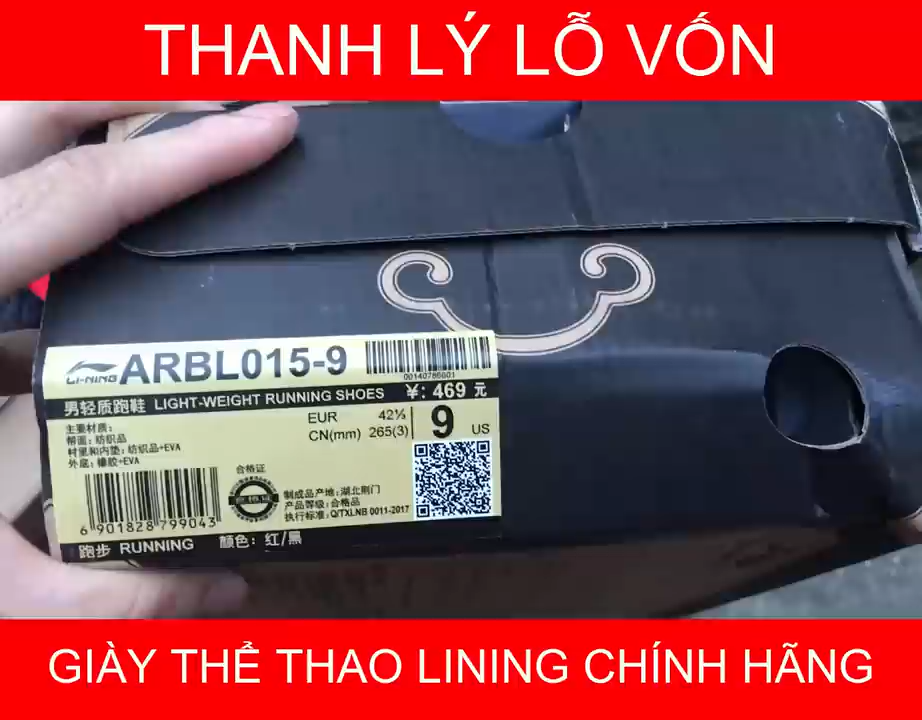 THANH LÝ LỖ VỐN
LI-NING ARBL015-9
00140786601
男轻质跑鞋 LIGHT-WEIGHT RUNNING SHOES ¥: 469 元
主要材质:
帮面: 纺织品
村里和内垫: 纺织品+EVA
外底: 橡胶+EVA
EUR 42⅔
CN(mm) 265(3)
9 US
合格证
制成品产地: 湖北荆门
产品等级: 合格品
执行标准: Q/TXLNB 0011-2017
6 901828 799043
跑步 RUNNING 颜色: 红/黑
GIÀY THỂ THAO LINING CHÍNH HÃNG